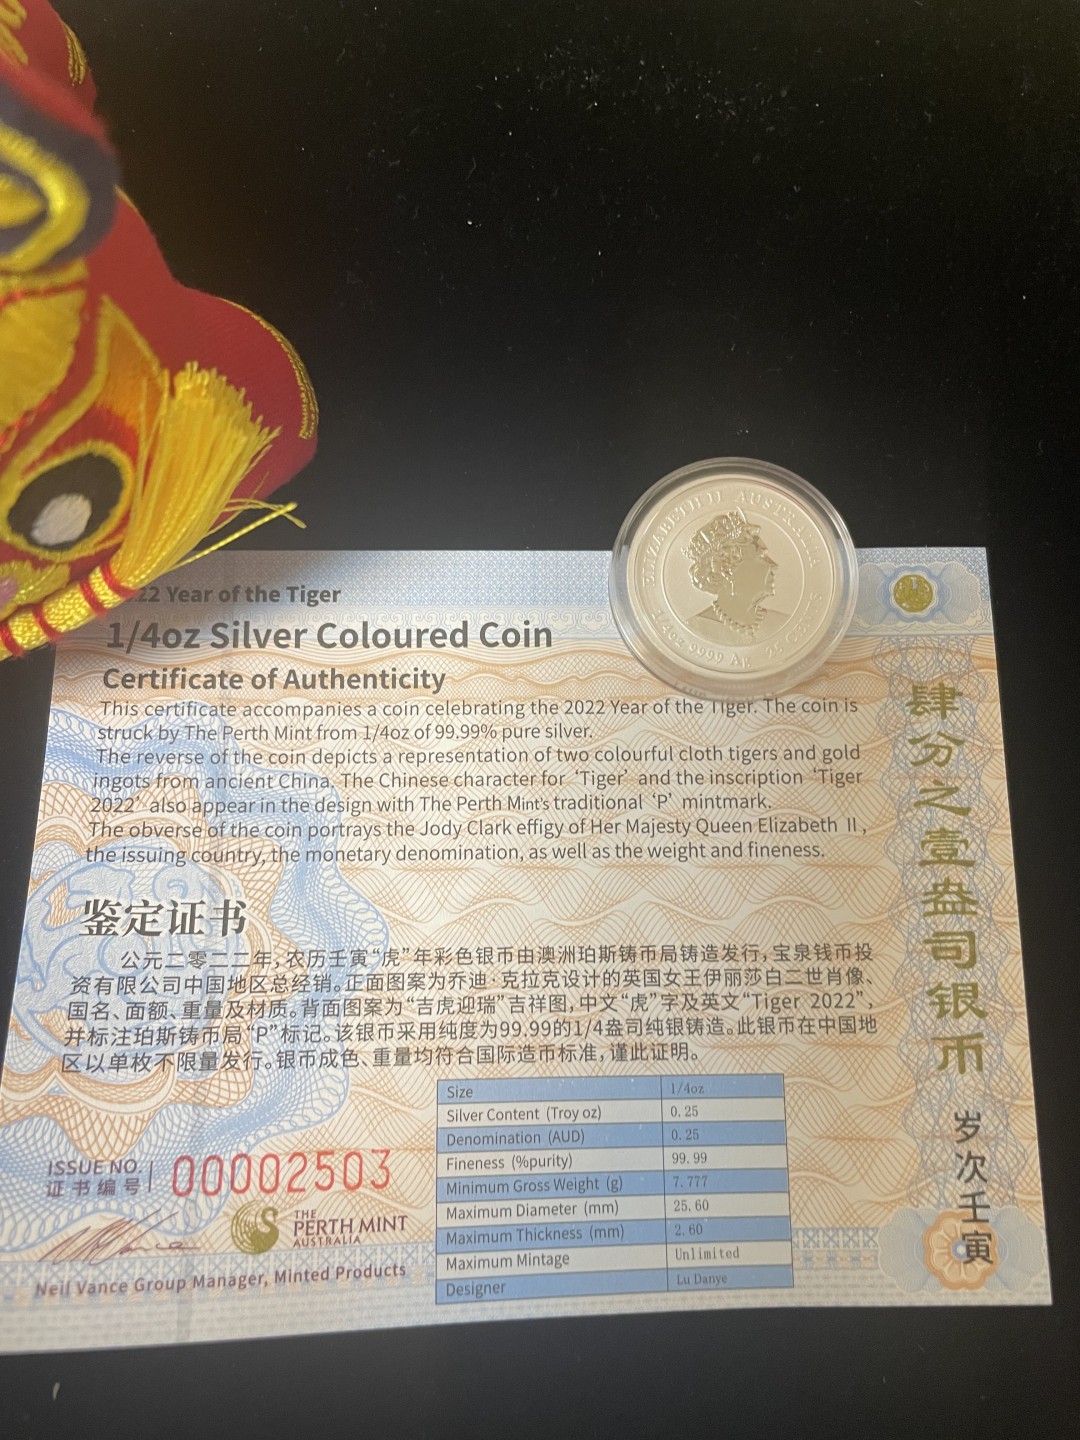 ELIZABETH II AUSTRALIA
1/4oz 9999 Ag
22 Year of the Tiger
1/4oz Silver Coloured Coin
Certificate of Authenticity
This certificate accompanies a coin celebrating the 2022 Year of the Tiger. The coin is
struck by The Perth Mint from 1/4oz of 99.99% pure silver.
The reverse of the coin depicts a representation of two colourful cloth tigers and gold
ingots from ancient China. The Chinese character for ‘Tiger’ and the inscription ‘Tiger
2022’ also appear in the design with The Perth Mint's traditional ‘P’ mintmark.
The obverse of the coin portrays the Jody Clark effigy of Her Majesty Queen Elizabeth II,
the issuing country, the monetary denomination, as well as the weight and fineness.
鉴定证书
公元二零二二年，农历壬寅“虎”年彩色银币由澳洲珀斯铸币局铸造发行，宝泉钱币投
资有限公司中国地区总经销。正面图案为乔迪·克拉克设计的英国女王伊丽莎白二世肖像、
国名、面额、重量及材质。背面图案为“吉虎迎瑞”吉祥图，中文“虎”字及英文“Tiger 2022”，
并标注珀斯铸币局“P”标记。该银币采用纯度为99.99的1/4盎司纯银铸造。此银币在中国地
区以单枚不限量发行。银币成色、重量均符合国际造币标准，谨此证明。
Size 1/4oz
Silver Content (Troy oz) 0.25
Denomination (AUD) 0.25
Fineness (%purity) 99.99
Minimum Gross Weight (g) 7.777
Maximum Diameter (mm) 25.60
Maximum Thickness (mm) 2.60
Maximum Mintage Unlimited
Designer Lu Danye
ISSUE NO.
证书编号
00002503
THE
PERTH MINT
AUSTRALIA
Neil Vance Group Manager, Minted Products
肆分之壹盎司银币
岁次壬寅